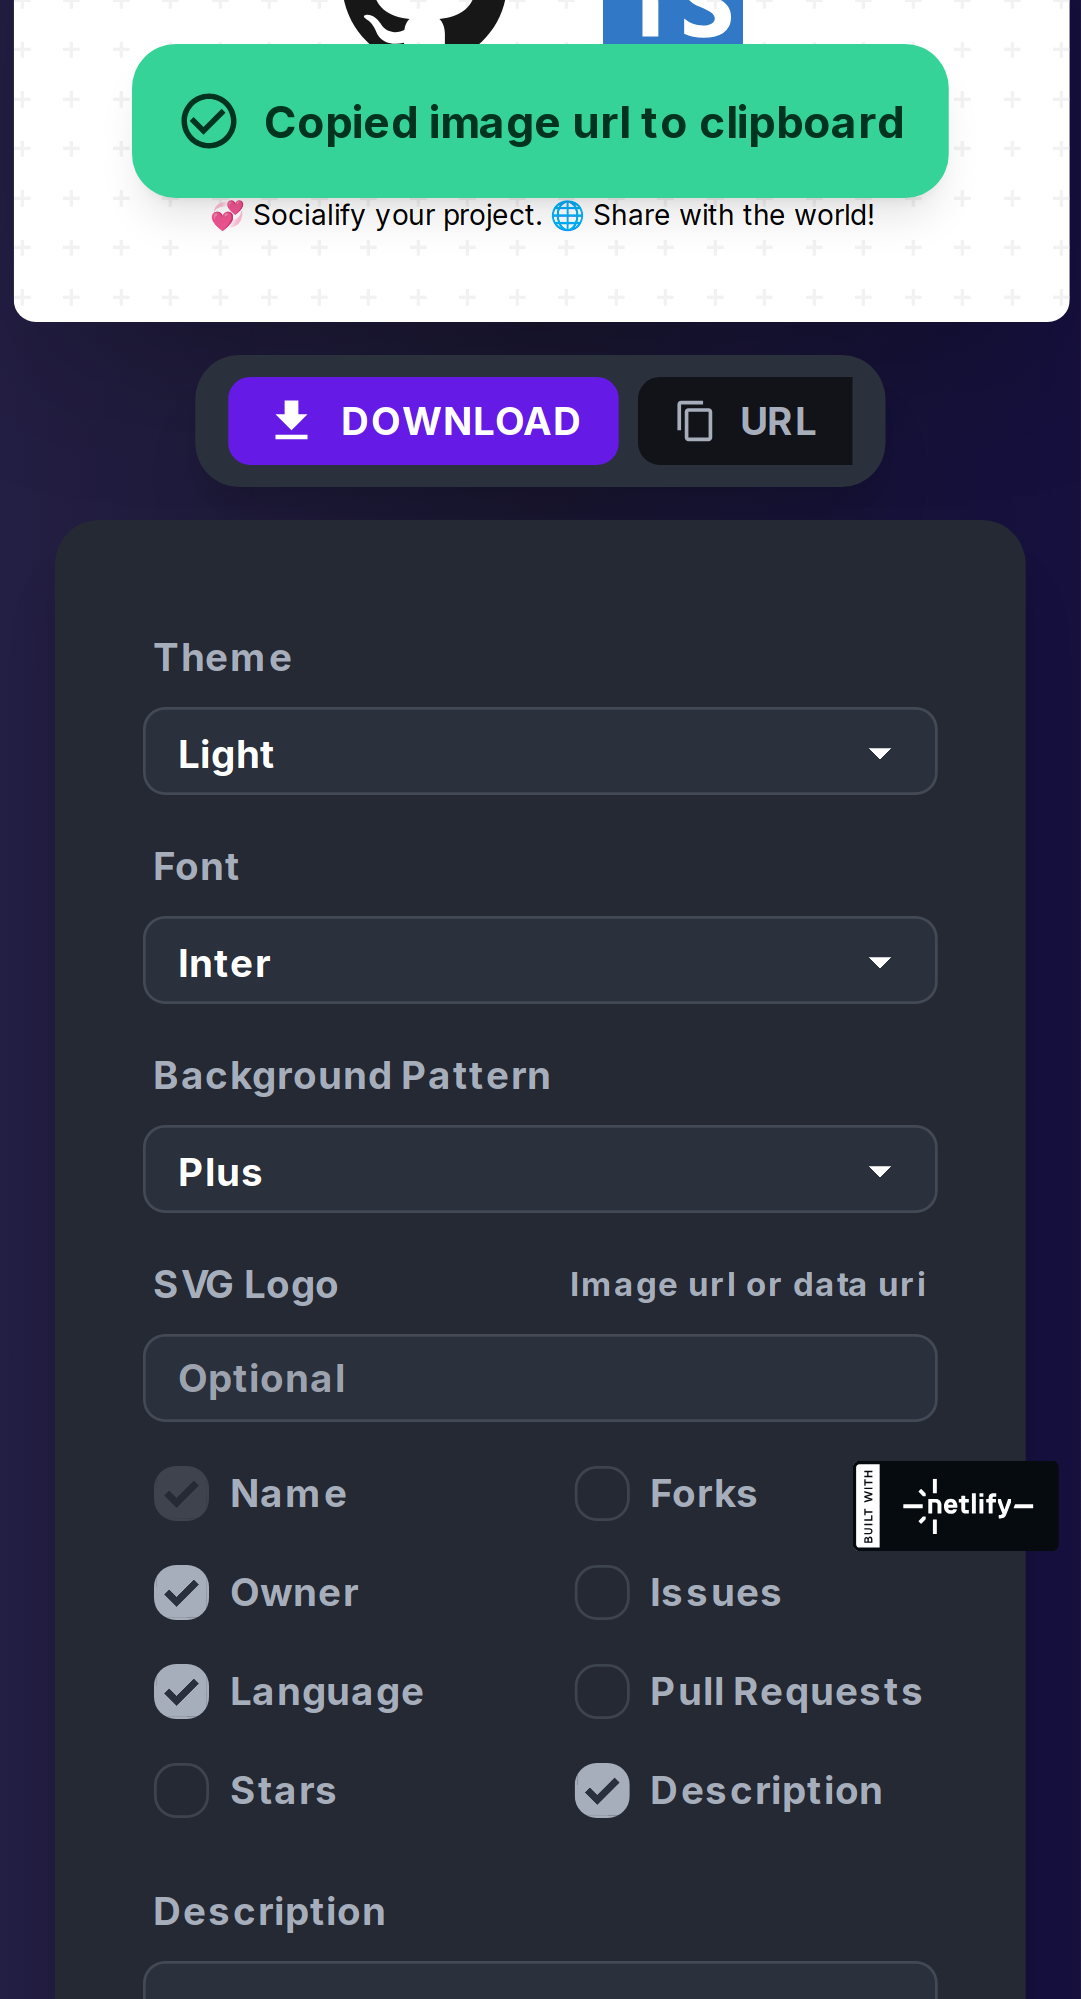 TS
Copied image url to clipboard
💞 Socialify your project. 🌐 Share with the world!
DOWNLOAD
URL
Theme
Light
Font
Inter
Background Pattern
Plus
SVG Logo
Image url or data uri
Optional
Name
Forks
BUILT WITH
netlify
Owner
Issues
Language
Pull Requests
Stars
Description
Description